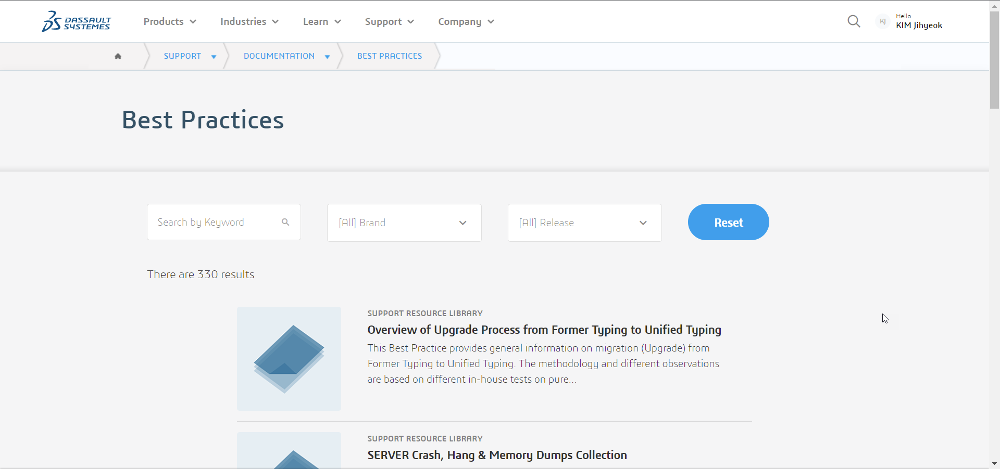 DASSAULT
SYSTEMES
Products
Industries
Learn
Support
Company
KJ
Hello
KIM Jihyeok
SUPPORT
DOCUMENTATION
BEST PRACTICES
Best Practices
Search by Keyword
[All] Brand
[All] Release
Reset
There are 330 results
SUPPORT RESOURCE LIBRARY
Overview of Upgrade Process from Former Typing to Unified Typing
This Best Practice provides general information on migration (Upgrade) from
Former Typing to Unified Typing. The methodology and different observations
are based on different in-house tests on pure...
SUPPORT RESOURCE LIBRARY
SERVER Crash, Hang & Memory Dumps Collection